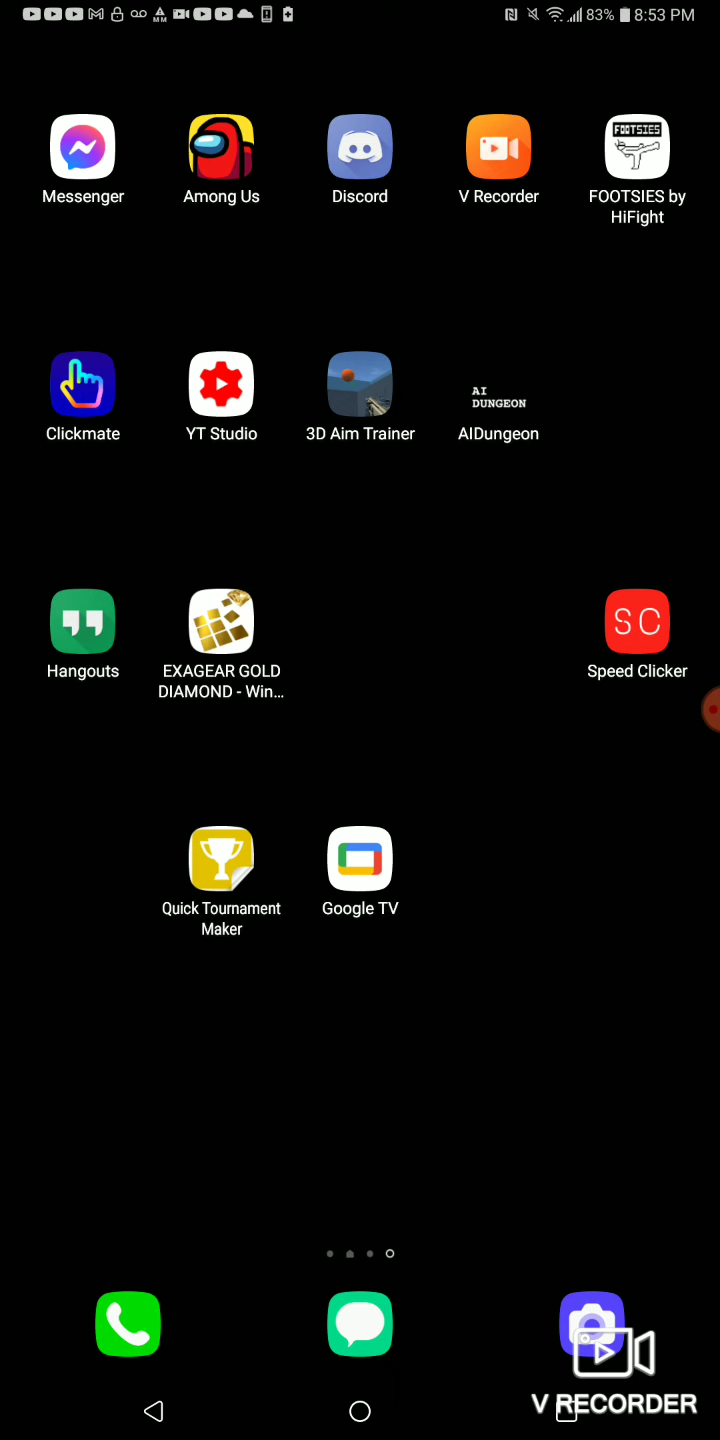 83% 8:53 PM
Messenger
Among Us
Discord
V Recorder
FOOTSIES
FOOTSIES by
HiFight
Clickmate
YT Studio
3D Aim Trainer
AI
DUNGEON
AIDungeon
Hangouts
EXAGEAR GOLD
DIAMOND - Win...
SC
Speed Clicker
Quick Tournament
Maker
Google TV
V RECORDER